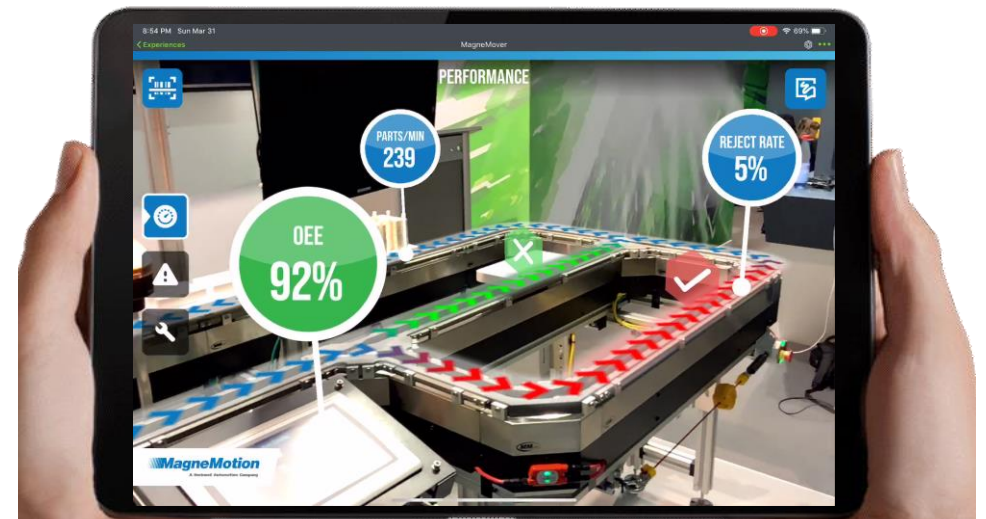 8:54 PM Sun Mar 31
69%
Experiences
MagneMover
PERFORMANCE
PARTS/MIN
239
REJECT RATE
5%
OEE
92%
MagneMotion
A Rockwell Automation Company